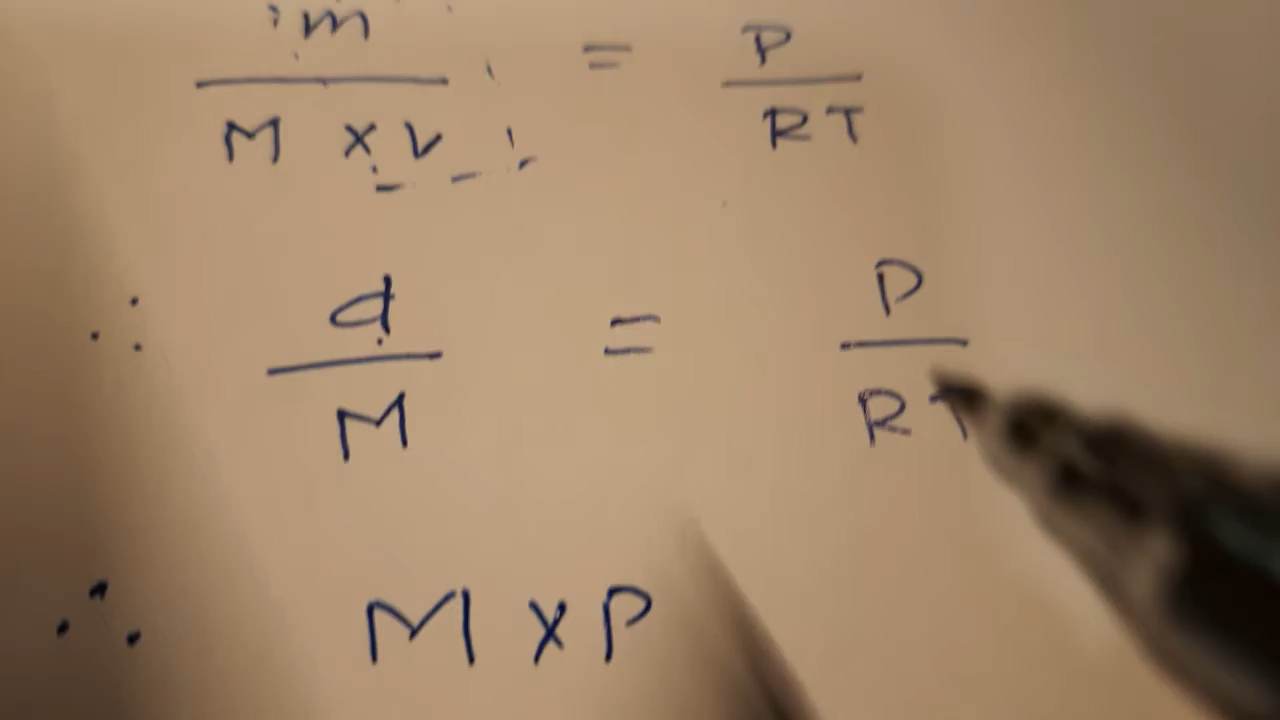 m / M x V = P / RT
∴ d / M = P / RT
∴ M x P